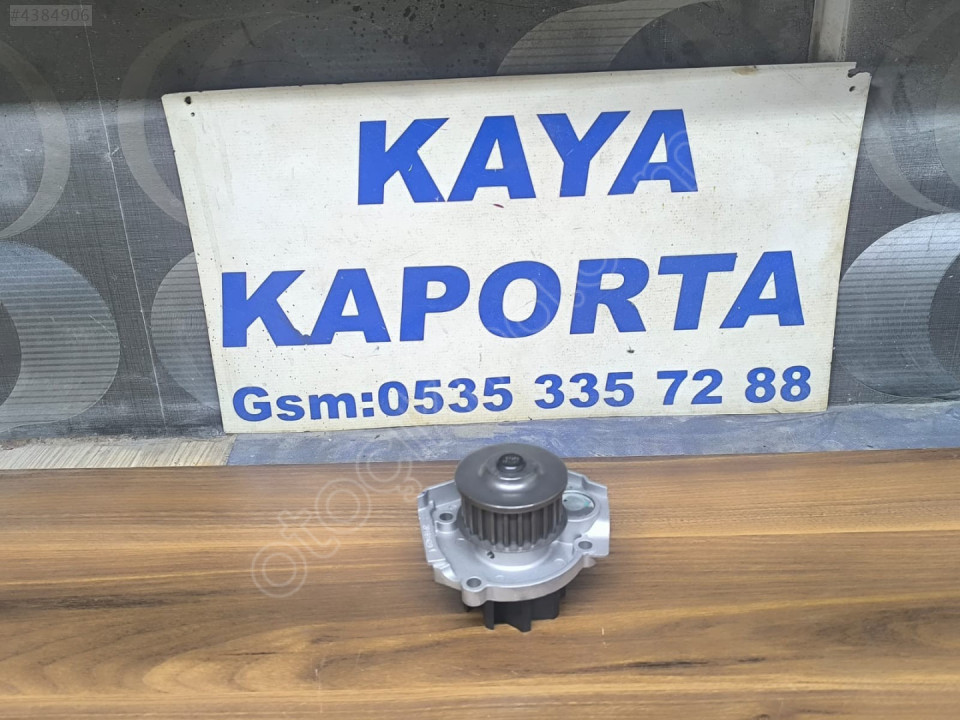 #4384906
KAYA
KAPORTA
Gsm:0535 335 72 88